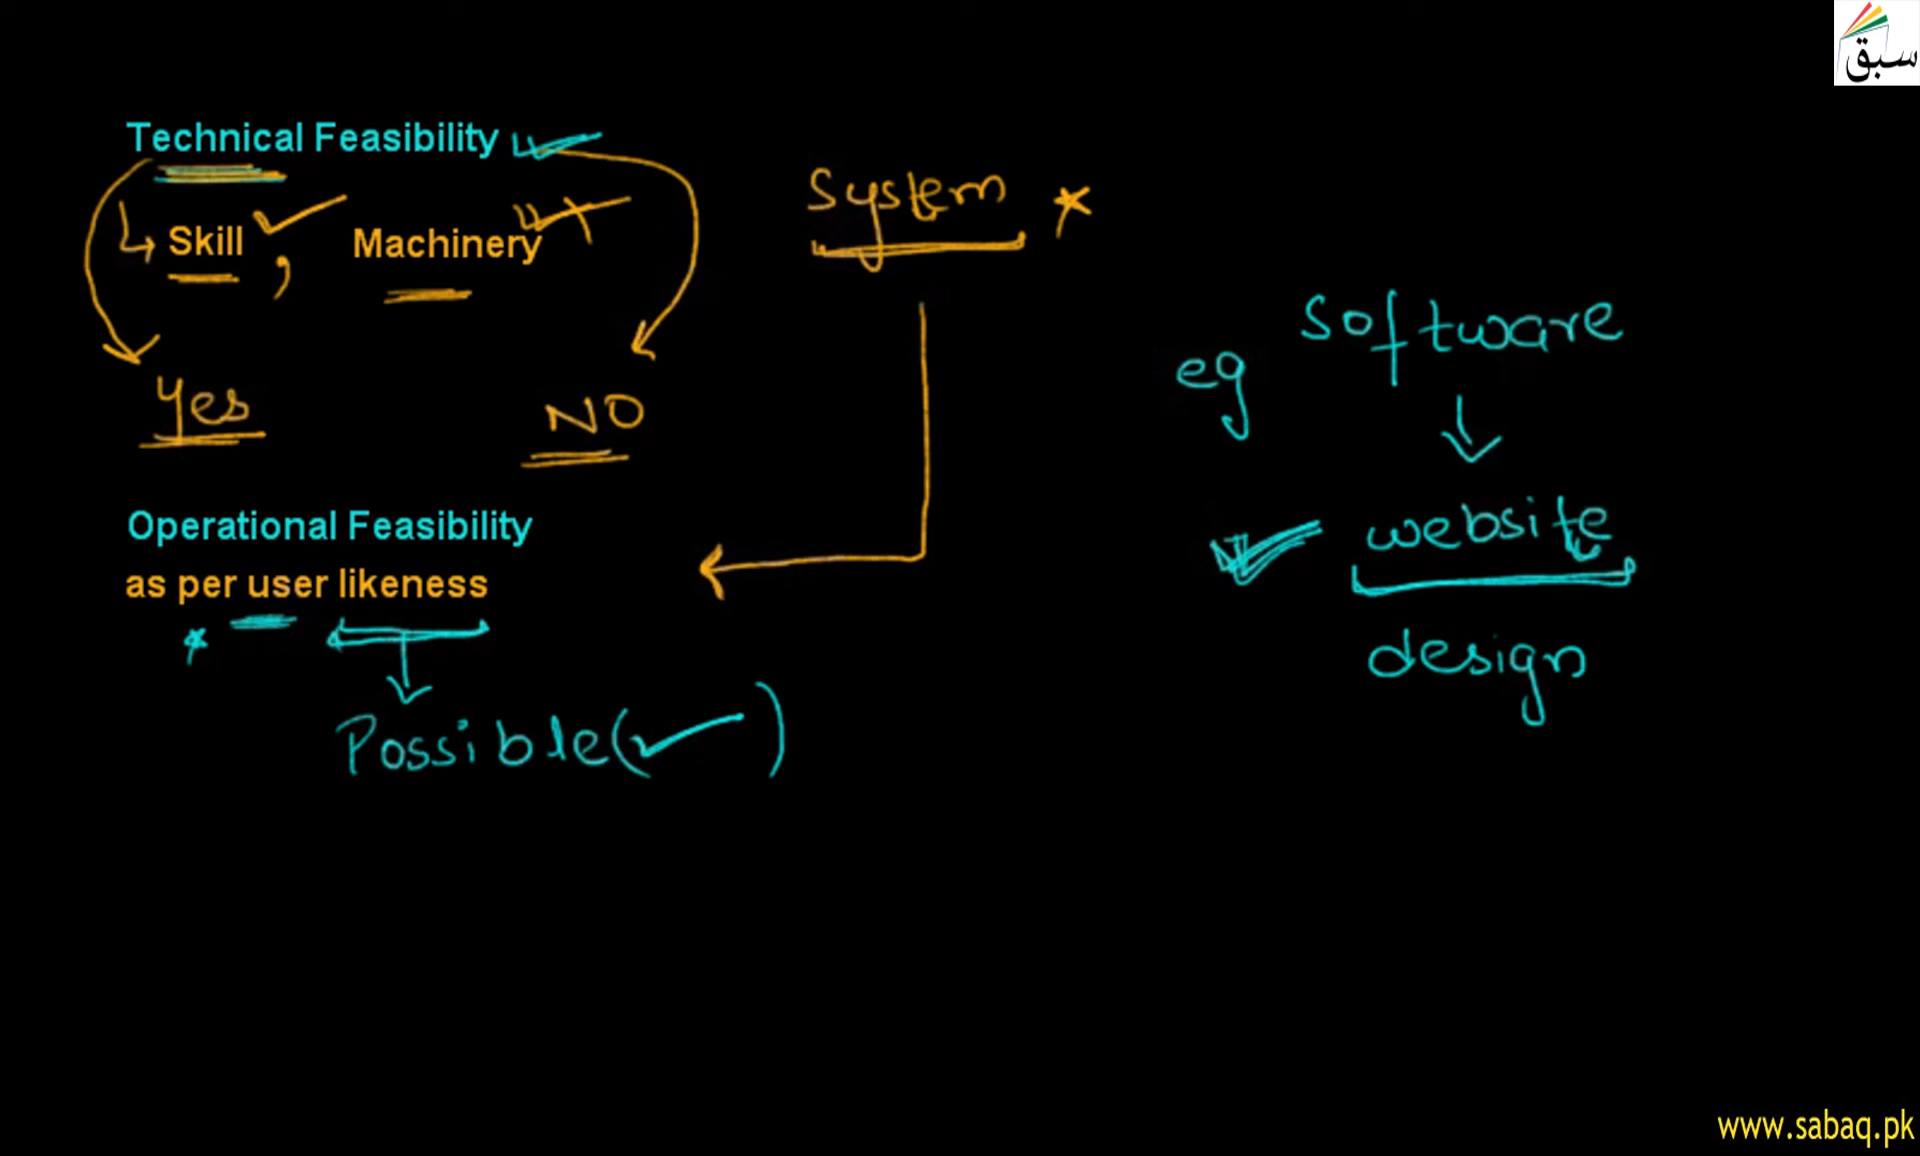 سبق
Technical Feasibility
Skill , Machinery
Yes
NO
System
eg
Software
website
design
Operational Feasibility
as per user likeness
Possible( )
www.sabaq.pk